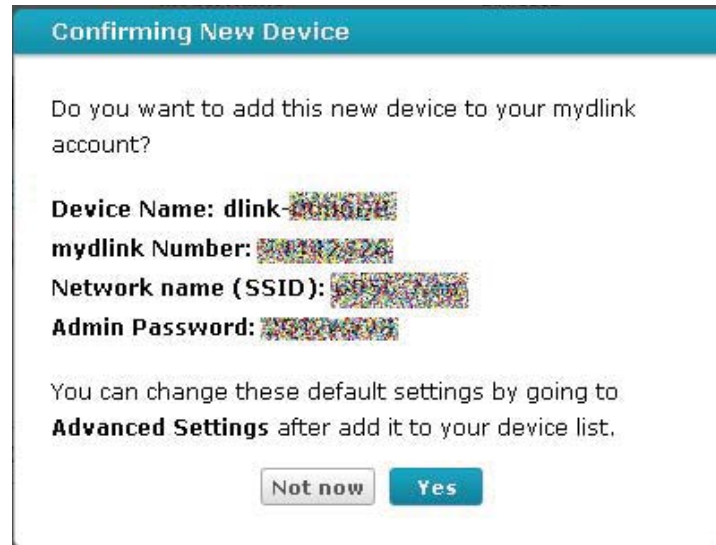 Confirming New Device
Do you want to add this new device to your mydlink
account?
Device Name: dlink-
mydlink Number:
Network name (SSID):
Admin Password:
You can change these default settings by going to
Advanced Settings after add it to your device list.
Not now Yes